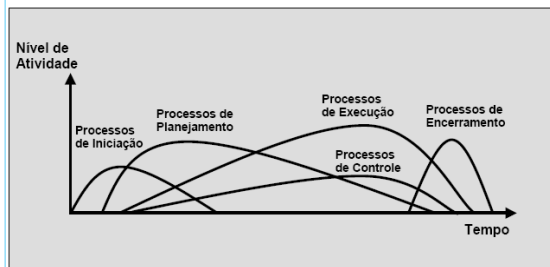 Nível de
Atividade
Processos
de Iniciação
Processos de
Planejamento
Processos
de Execução
Processos de
Encerramento
Processos
de Controle
Tempo